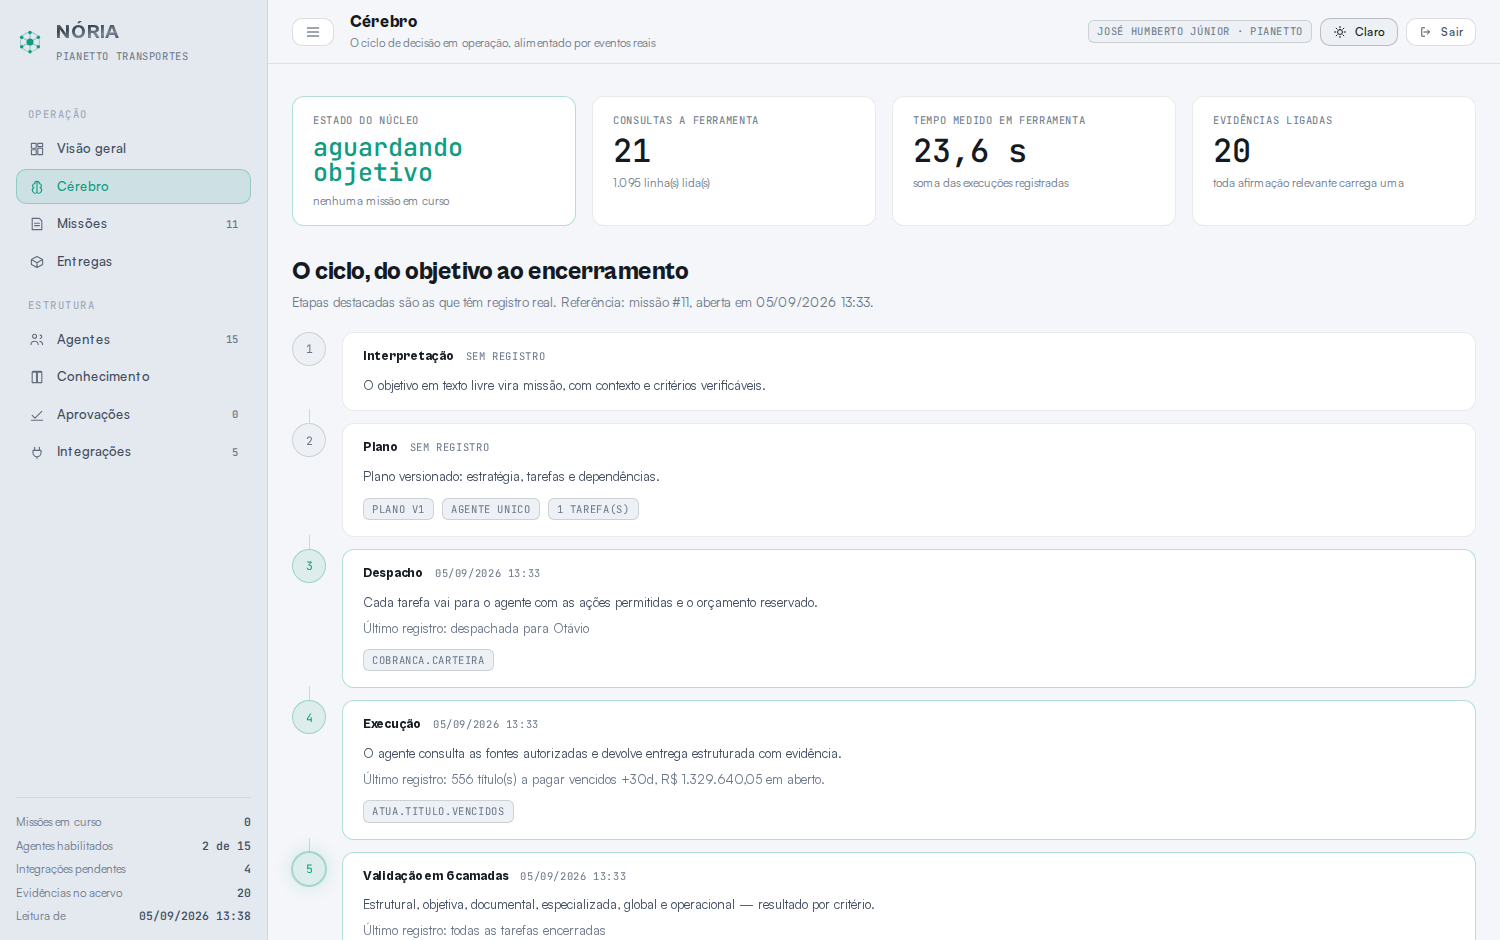 NÓRIA
PIANETTO TRANSPORTES
OPERAÇÃO
Visão geral
Cérebro
Missões 11
Entregas
ESTRUTURA
Agentes 15
Conhecimento
Aprovações 0
Integrações 5
Missões em curso 0
Agentes habilitados 2 de 15
Integrações pendentes 4
Evidências no acervo 20
Leitura de 05/09/2026 13:38
Cérebro
O ciclo de decisão em operação, alimentado por eventos reais
JOSÉ HUMBERTO JÚNIOR · PIANETTO
Claro
Sair
ESTADO DO NÚCLEO
aguardando
objetivo
nenhuma missão em curso
CONSULTAS A FERRAMENTA
21
1.095 linha(s) lida(s)
TEMPO MEDIDO EM FERRAMENTA
23,6 s
soma das execuções registradas
EVIDÊNCIAS LIGADAS
20
toda afirmação relevante carrega uma
O ciclo, do objetivo ao encerramento
Etapas destacadas são as que têm registro real. Referência: missão #11, aberta em 05/09/2026 13:33.
1
Interpretação SEM REGISTRO
O objetivo em texto livre vira missão, com contexto e critérios verificáveis.
2
Plano SEM REGISTRO
Plano versionado: estratégia, tarefas e dependências.
PLANO V1 AGENTE UNICO 1 TAREFA(S)
3
Despacho 05/09/2026 13:33
Cada tarefa vai para o agente com as ações permitidas e o orçamento reservado.
Último registro: despachada para Otávio
COBRANCA.CARTEIRA
4
Execução 05/09/2026 13:33
O agente consulta as fontes autorizadas e devolve entrega estruturada com evidência.
Último registro: 556 título(s) a pagar vencidos +30d, R$ 1.329.640,05 em aberto.
ATUA.TITULO.VENCIDOS
5
Validação em 6 camadas 05/09/2026 13:33
Estrutural, objetiva, documental, especializada, global e operacional — resultado por critério.
Último registro: todas as tarefas encerradas